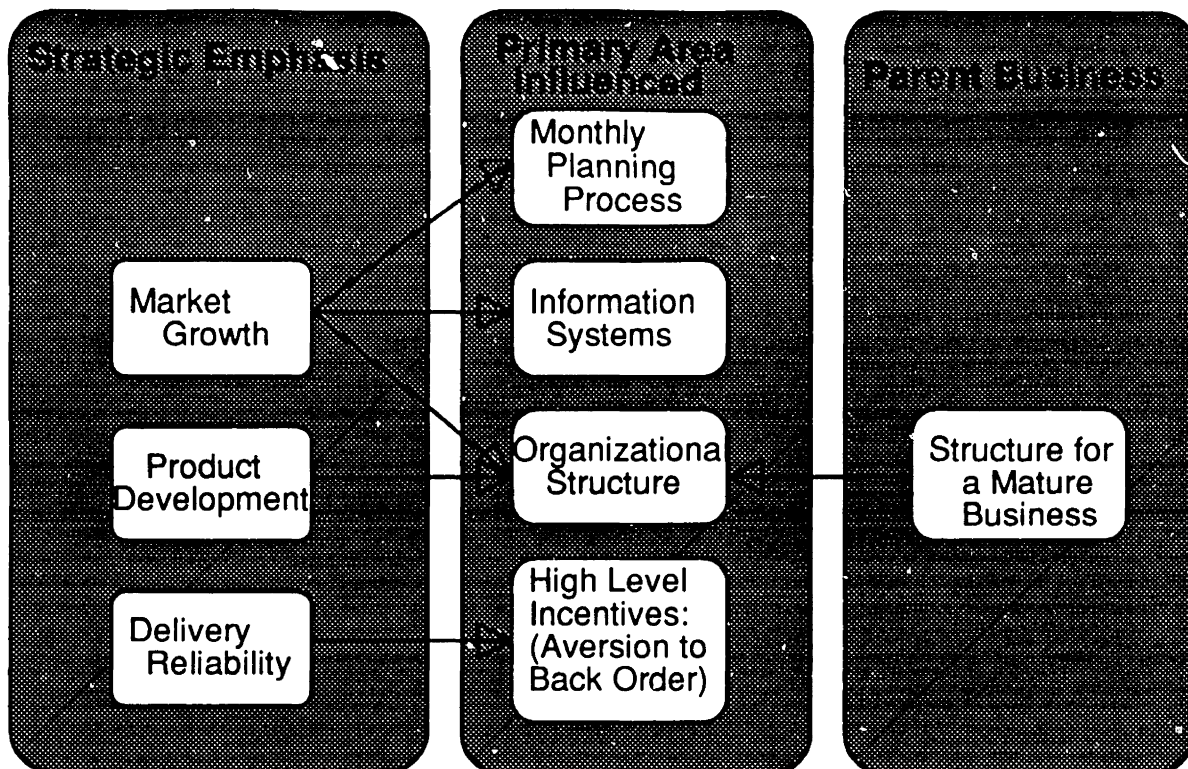 Strategic Emphasis
Primary Area
Influenced
Parent Business
Monthly
Planning
Process
Market
Growth
Information
Systems
Product
Development
Organizational
Structure
Structure for
a Mature
Business
Delivery
Reliability
High Level
Incentives:
(Aversion to
Back Order)